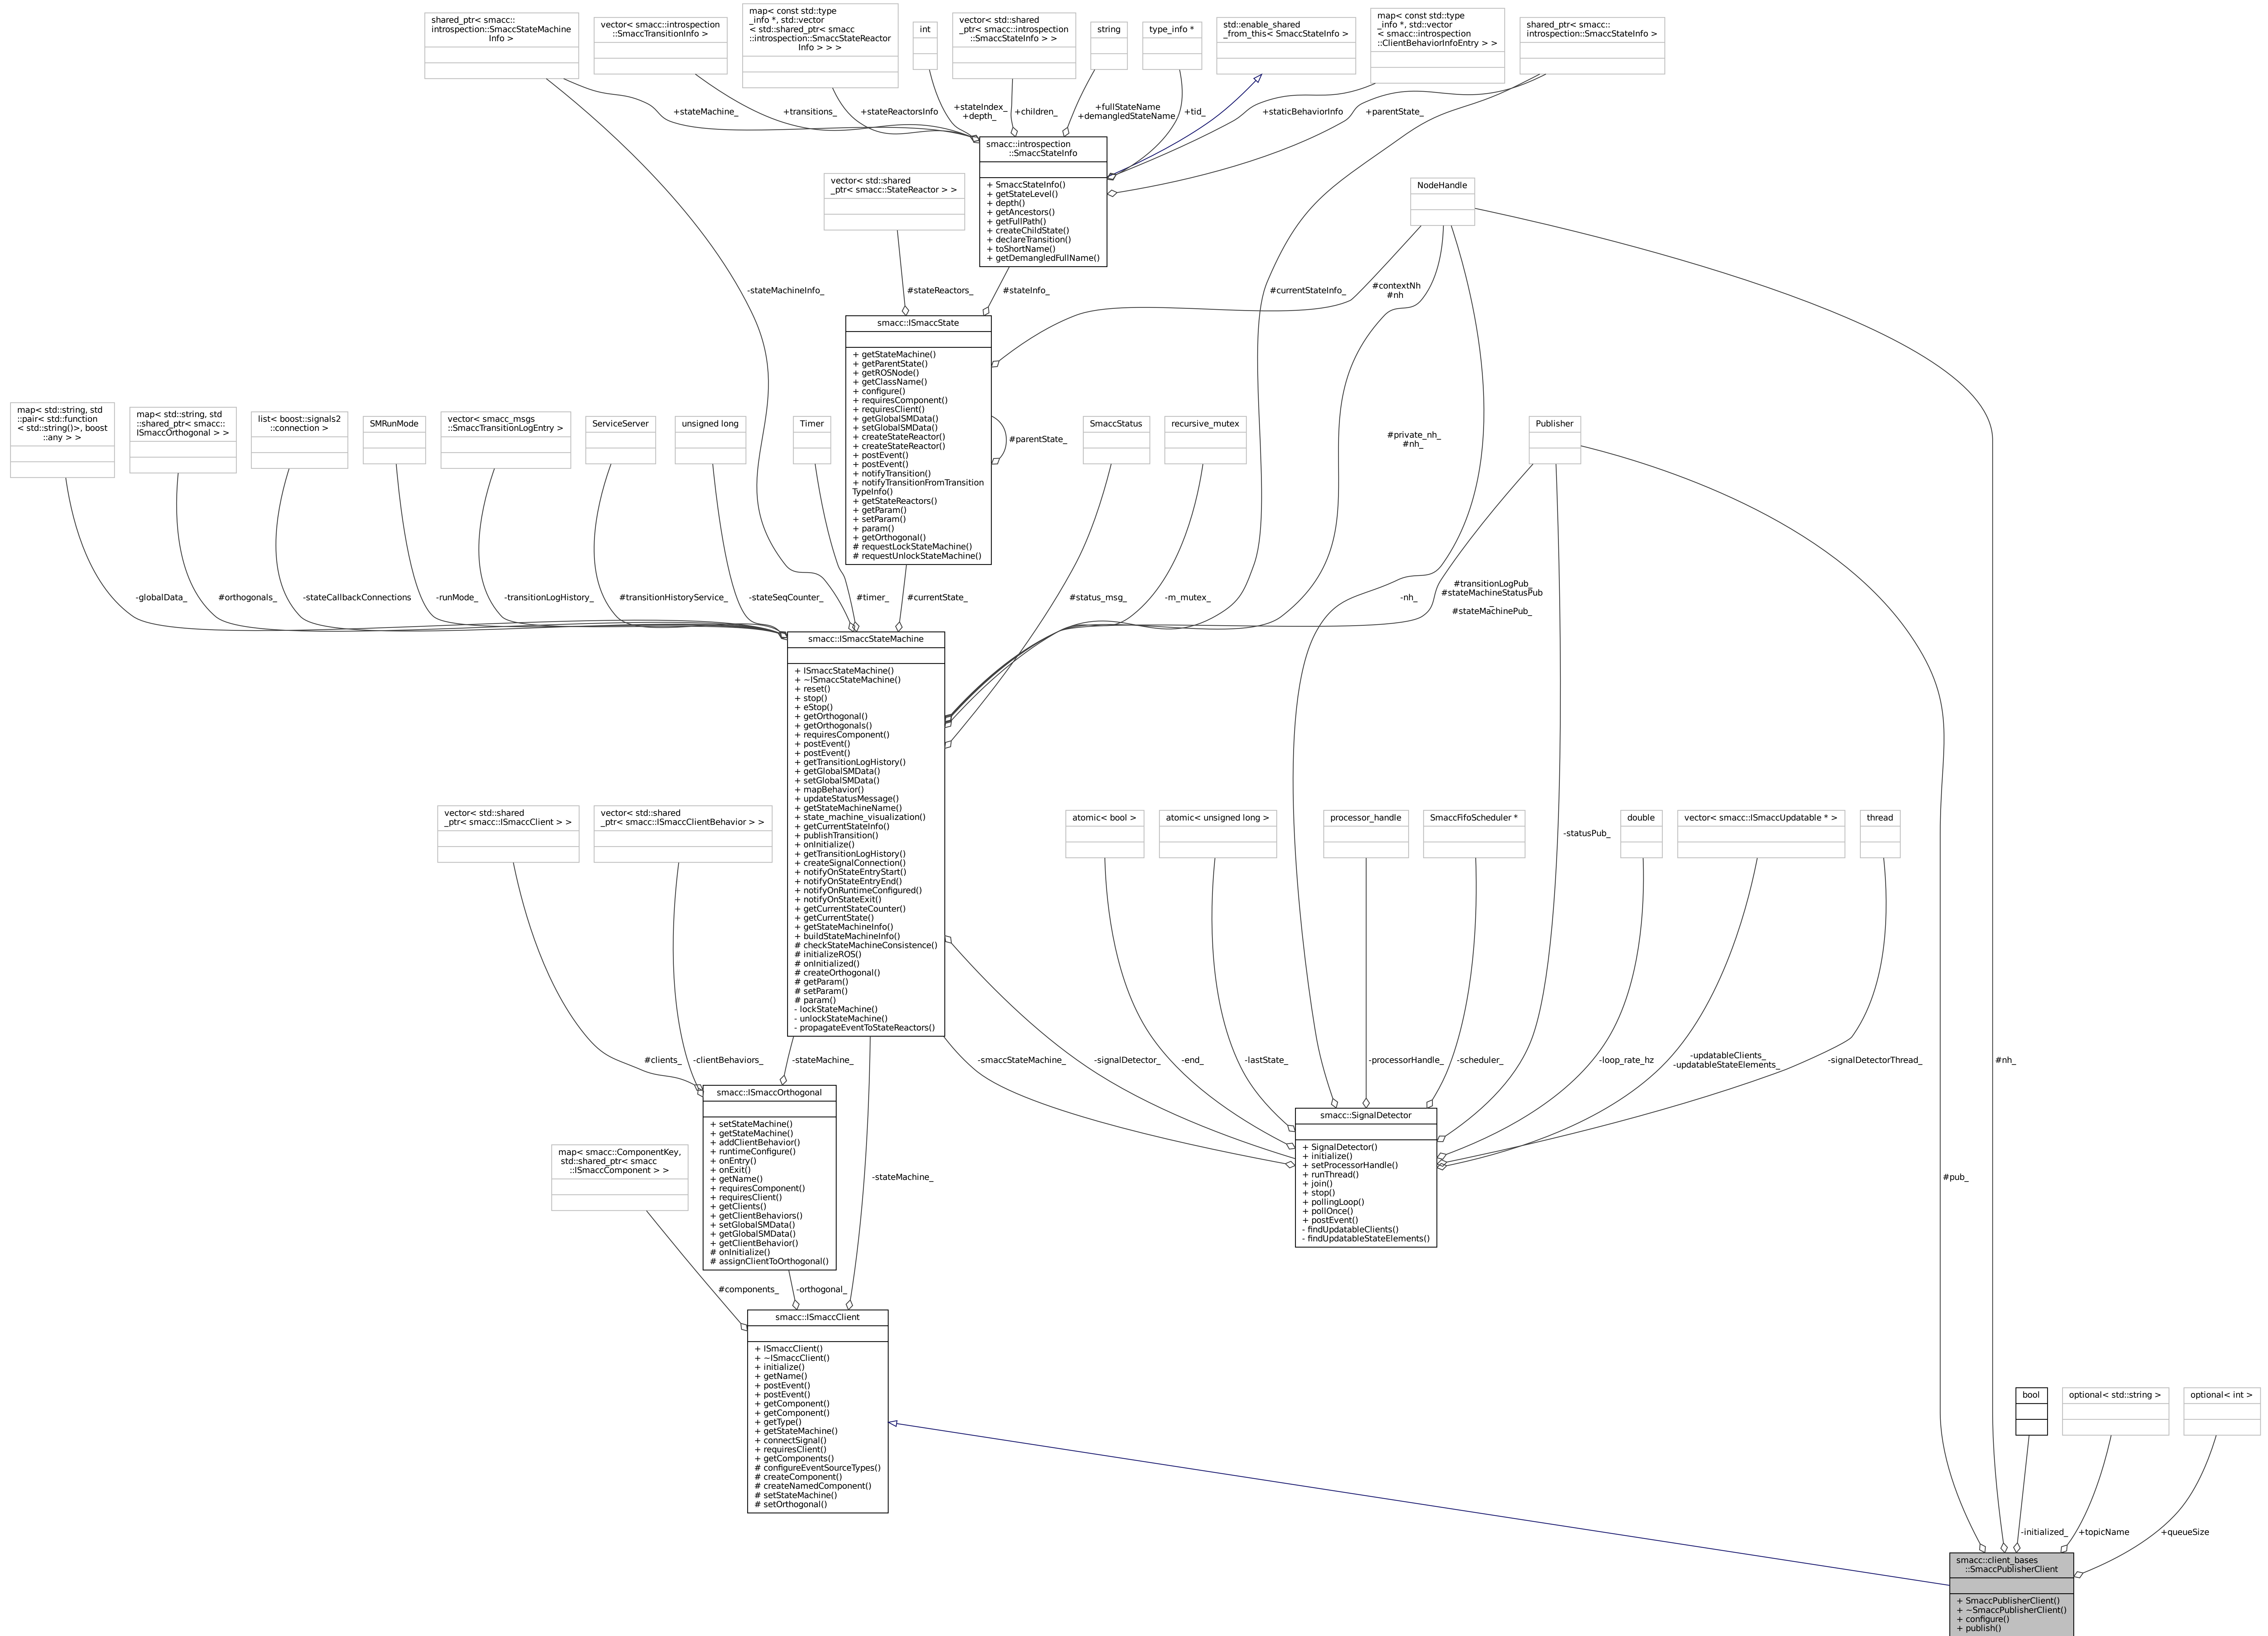 shared_ptr< smacc::
introspection::SmaccStateMachine
Info >
vector< smacc::introspection
::SmaccTransitionInfo >
map< const std::type
_info *, std::vector
< std::shared_ptr< smacc
::introspection::SmaccStateReactor
Info > > >
int
vector< std::shared
_ptr< smacc::introspection
::SmaccStateInfo > >
string
type_info *
std::enable_shared
_from_this< SmaccStateInfo >
map< const std::type
_info *, std::vector
< smacc::introspection
::ClientBehaviorInfoEntry > >
shared_ptr< smacc::
introspection::SmaccStateInfo >
+stateMachine_
+transitions_
+stateReactorsInfo
+stateIndex_
+depth_
+children_
+fullStateName
+demangledStateName
+tid_
+staticBehaviorInfo
+parentState_
smacc::introspection
::SmaccStateInfo
+ SmaccStateInfo()
+ getStateLevel()
+ depth()
+ getAncestors()
+ getFullPath()
+ createChildState()
+ declareTransition()
+ toShortName()
+ getDemangledFullName()
vector< std::shared
_ptr< smacc::StateReactor > >
NodeHandle
-stateMachineInfo_
#stateReactors_
#stateInfo_
#currentStateInfo_
#contextNh
#nh
smacc::ISmaccState
+ getStateMachine()
+ getParentState()
+ getROSNode()
+ getClassName()
+ configure()
+ requiresComponent()
+ requiresClient()
+ getGlobalSMData()
+ setGlobalSMData()
+ createStateReactor()
+ createStateReactor()
+ postEvent()
+ postEvent()
+ notifyTransition()
+ notifyTransitionFromTransition
TypeInfo()
+ getStateReactors()
+ getParam()
+ setParam()
+ param()
+ getOrthogonal()
# requestLockStateMachine()
# requestUnlockStateMachine()
#parentState_
map< std::string, std
::pair< std::function
< std::string()>, boost
::any > >
map< std::string, std
::shared_ptr< smacc::
ISmaccOrthogonal > >
list< boost::signals2
::connection >
SMRunMode
vector< smacc_msgs
::SmaccTransitionLogEntry >
ServiceServer
unsigned long
Timer
SmaccStatus
recursive_mutex
Publisher
#private_nh_
#nh_
-globalData_
#orthogonals_
-stateCallbackConnections
-runMode_
-transitionLogHistory_
#transitionHistoryService_
-stateSeqCounter_
#timer_
#currentState_
#status_msg_
-m_mutex_
-nh_
#transitionLogPub_
#stateMachineStatusPub
_
#stateMachinePub_
smacc::ISmaccStateMachine
+ ISmaccStateMachine()
+ ~ISmaccStateMachine()
+ reset()
+ stop()
+ eStop()
+ getOrthogonal()
+ getOrthogonals()
+ requiresComponent()
+ postEvent()
+ postEvent()
+ getTransitionLogHistory()
+ getGlobalSMData()
+ setGlobalSMData()
+ mapBehavior()
+ updateStatusMessage()
+ getStateMachineName()
+ state_machine_visualization()
+ getCurrentStateInfo()
+ publishTransition()
+ onInitialize()
+ getTransitionLogHistory()
+ createSignalConnection()
+ notifyOnStateEntryStart()
+ notifyOnStateEntryEnd()
+ notifyOnRuntimeConfigured()
+ notifyOnStateExit()
+ getCurrentStateCounter()
+ getCurrentState()
+ getStateMachineInfo()
+ buildStateMachineInfo()
# checkStateMachineConsistence()
# initializeROS()
# onInitialized()
# createOrthogonal()
# getParam()
# setParam()
# param()
- lockStateMachine()
- unlockStateMachine()
- propagateEventToStateReactors()
vector< std::shared
_ptr< smacc::ISmaccClient > >
vector< std::shared
_ptr< smacc::ISmaccClientBehavior > >
atomic< bool >
atomic< unsigned long >
processor_handle
SmaccFifoScheduler *
-statusPub_
double
vector< smacc::ISmaccUpdatable * >
thread
#clients_
-clientBehaviors_
-stateMachine_
-smaccStateMachine_
-signalDetector_
-end_
-lastState_
-processorHandle_
-scheduler_
-loop_rate_hz
-updatableClients_
-updatableStateElements_
-signalDetectorThread_
#nh_
smacc::ISmaccOrthogonal
+ setStateMachine()
+ getStateMachine()
+ addClientBehavior()
+ runtimeConfigure()
+ onEntry()
+ onExit()
+ getName()
+ requiresComponent()
+ requiresClient()
+ getClients()
+ getClientBehaviors()
+ setGlobalSMData()
+ getGlobalSMData()
+ getClientBehavior()
# onInitialize()
# assignClientToOrthogonal()
smacc::SignalDetector
+ SignalDetector()
+ initialize()
+ setProcessorHandle()
+ runThread()
+ join()
+ stop()
+ pollingLoop()
+ pollOnce()
+ postEvent()
- findUpdatableClients()
- findUpdatableStateElements()
map< smacc::ComponentKey,
std::shared_ptr< smacc
::ISmaccComponent > >
-stateMachine_
#pub_
#components_
-orthogonal_
smacc::ISmaccClient
+ ISmaccClient()
+ ~ISmaccClient()
+ initialize()
+ getName()
+ postEvent()
+ postEvent()
+ getComponent()
+ getComponent()
+ getType()
+ getStateMachine()
+ connectSignal()
+ requiresClient()
+ getComponents()
# configureEventSourceTypes()
# createComponent()
# createNamedComponent()
# setStateMachine()
# setOrthogonal()
bool
optional< std::string >
optional< int >
-initialized_
+topicName
+queueSize
smacc::client_bases
::SmaccPublisherClient
+ SmaccPublisherClient()
+ ~SmaccPublisherClient()
+ configure()
+ publish()